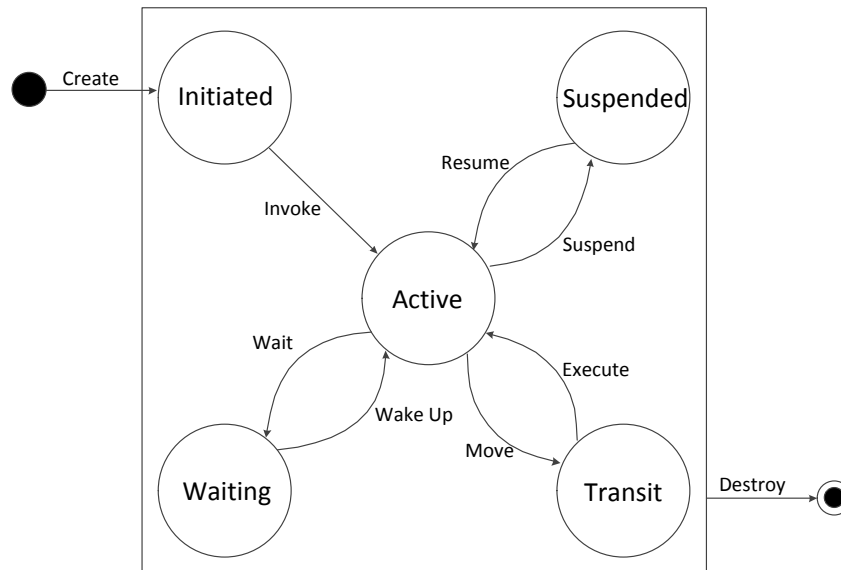 Create
Initiated
Suspended
Resume
Invoke
Suspend
Active
Wait
Execute
Wake Up
Move
Waiting
Transit
Destroy